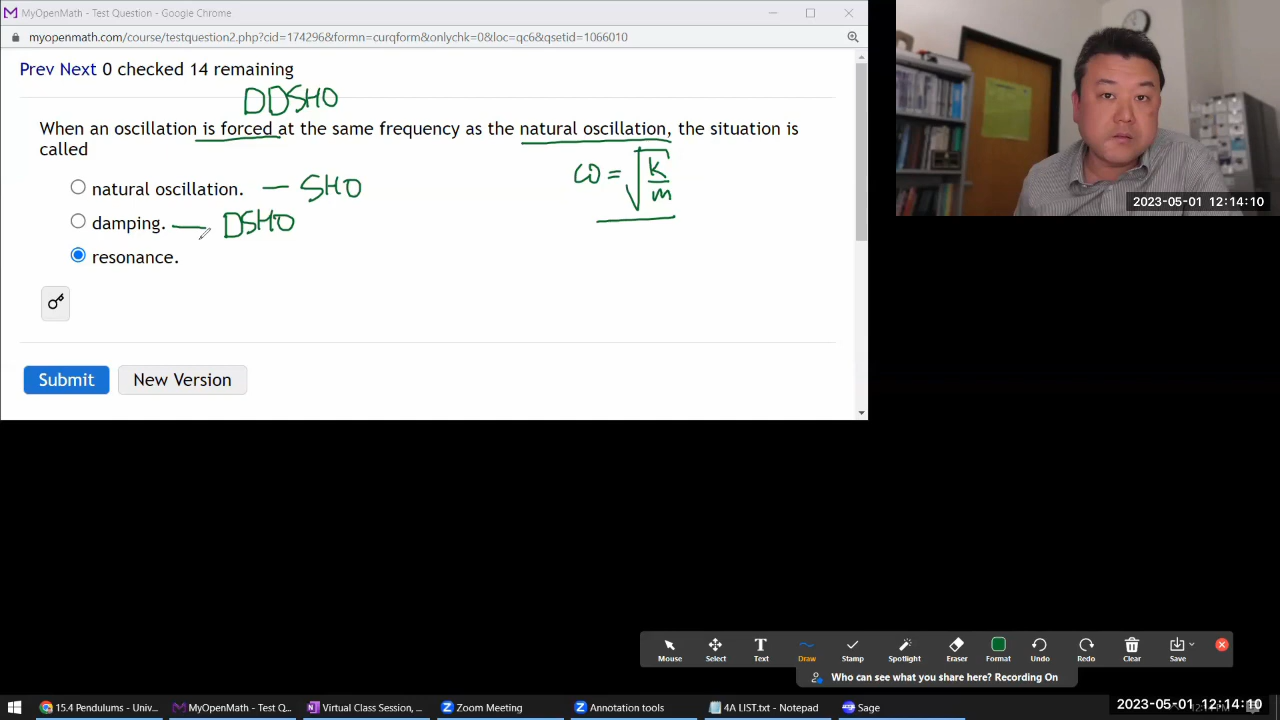 MyOpenMath - Test Question - Google Chrome
myopenmath.com/course/testquestion2.php?cid=174296&formn=curqform&onlychk=0&loc=qc6&qsetid=1066010
Prev Next 0 checked 14 remaining
DDSHO
When an oscillation is forced at the same frequency as the natural oscillation, the situation is
called
ω = √k/m
natural oscillation. — SHO
damping. — DSHO
resonance.
Submit New Version
2023-05-01 12:14:10
Mouse Select Text Draw Stamp Spotlight Eraser Format Undo Redo Clear Save
Who can see what you share here? Recording On
15.4 Pendulums - Univ... MyOpenMath - Test Q... Virtual Class Session, ... Zoom Meeting Annotation tools 4A LIST.txt - Notepad Sage
2023-05-01 12:14:10